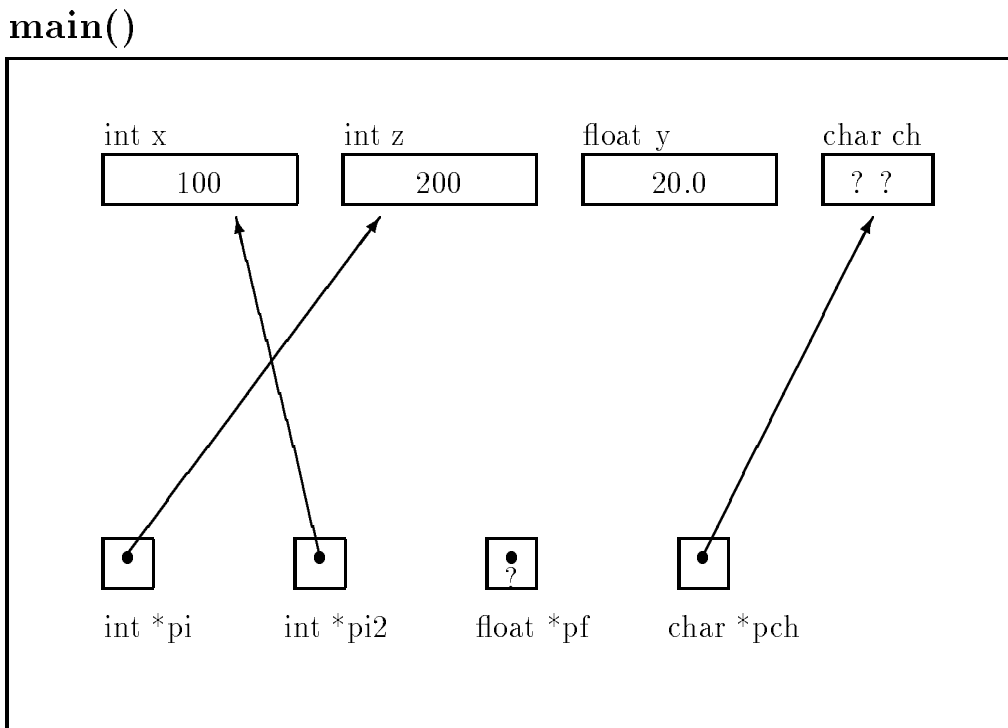 main()
int x int z float y char ch
100 200 20.0 ? ?
?
int *pi int *pi2 float *pf char *pch